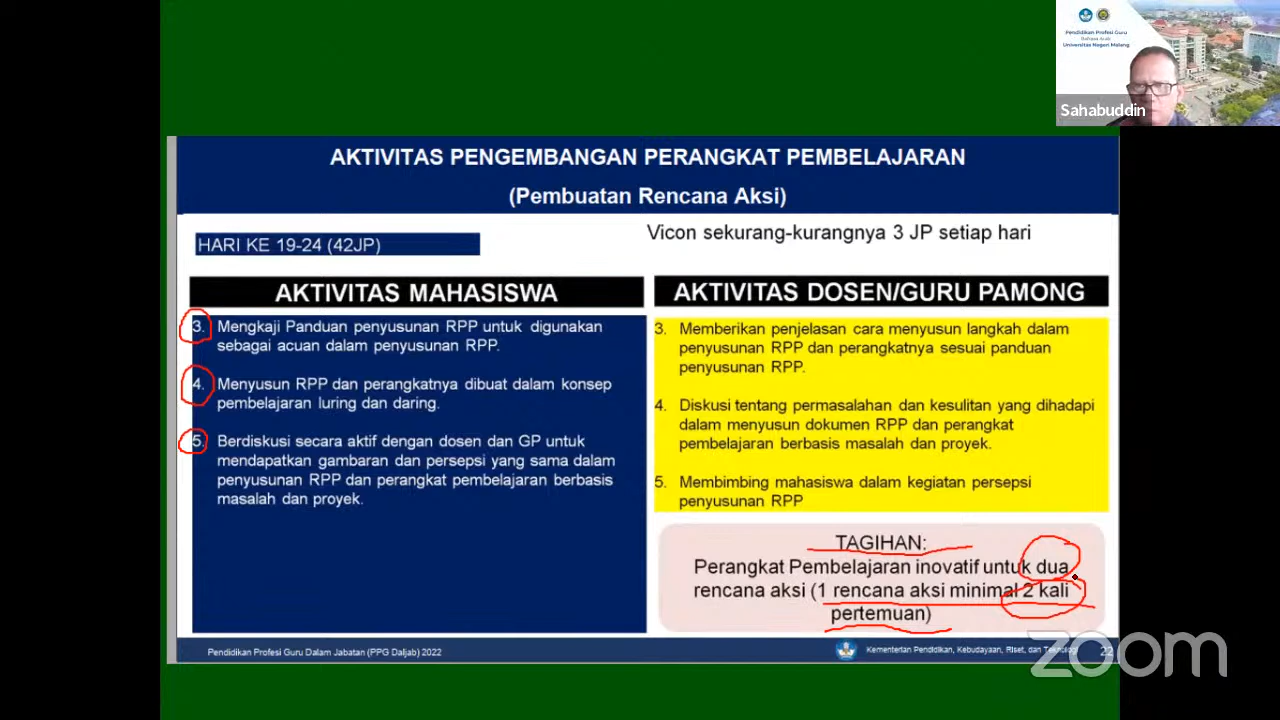 Pendidikan Profesi Guru
Bahasa Arab
Universitas Negeri Malang
Sahabuddin
AKTIVITAS PENGEMBANGAN PERANGKAT PEMBELAJARAN
(Pembuatan Rencana Aksi)
HARI KE 19-24 (42JP)
Vicon sekurang-kurangnya 3 JP setiap hari
AKTIVITAS MAHASISWA
3. Mengkaji Panduan penyusunan RPP untuk digunakan
sebagai acuan dalam penyusunan RPP.
4. Menyusun RPP dan perangkatnya dibuat dalam konsep
pembelajaran luring dan daring.
5. Berdiskusi secara aktif dengan dosen dan GP untuk
mendapatkan gambaran dan persepsi yang sama dalam
penyusunan RPP dan perangkat pembelajaran berbasis
masalah dan proyek.
AKTIVITAS DOSEN/GURU PAMONG
3. Memberikan penjelasan cara menyusun langkah dalam
penyusunan RPP dan perangkatnya sesuai panduan
penyusunan RPP.
4. Diskusi tentang permasalahan dan kesulitan yang dihadapi
dalam menyusun dokumen RPP dan perangkat
pembelajaran berbasis masalah dan proyek.
5. Membimbing mahasiswa dalam kegiatan persepsi
penyusunan RPP
TAGIHAN:
Perangkat Pembelajaran inovatif untuk dua
rencana aksi (1 rencana aksi minimal 2 kali
pertemuan)
Pendidikan Profesi Guru Dalam Jabatan (PPG Daljab) 2022
Kementerian Pendidikan, Kebudayaan, Riset, dan Teknologi
22
zoom